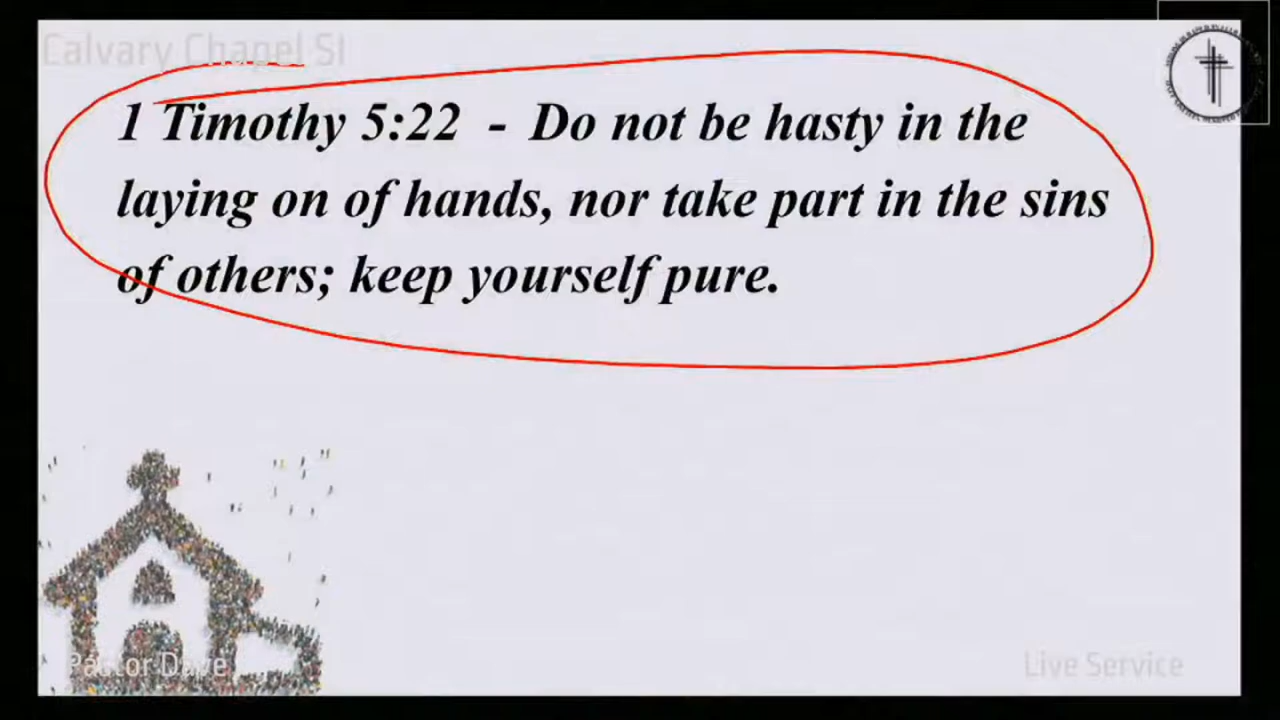 Calvary Chapel SI
1 Timothy 5:22 - Do not be hasty in the
laying on of hands, nor take part in the sins
of others; keep yourself pure.
Pastor Dave
Live Service